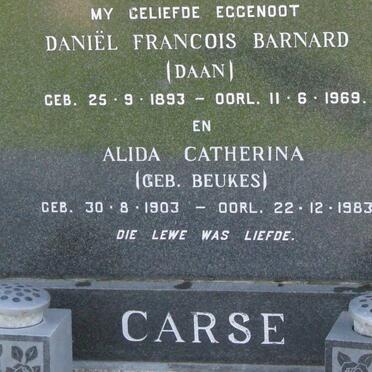 MY GELIEFDE EGGENOOT
DANIËL FRANCOIS BARNARD
(DAAN)
GEB. 25-9-1893 – OORL. 11-6-1969.
EN
ALIDA CATHERINA
(GEB. BEUKES)
GEB. 30-8-1903 – OORL. 22-12-1983
DIE LEWE WAS LIEFDE.
CARSE